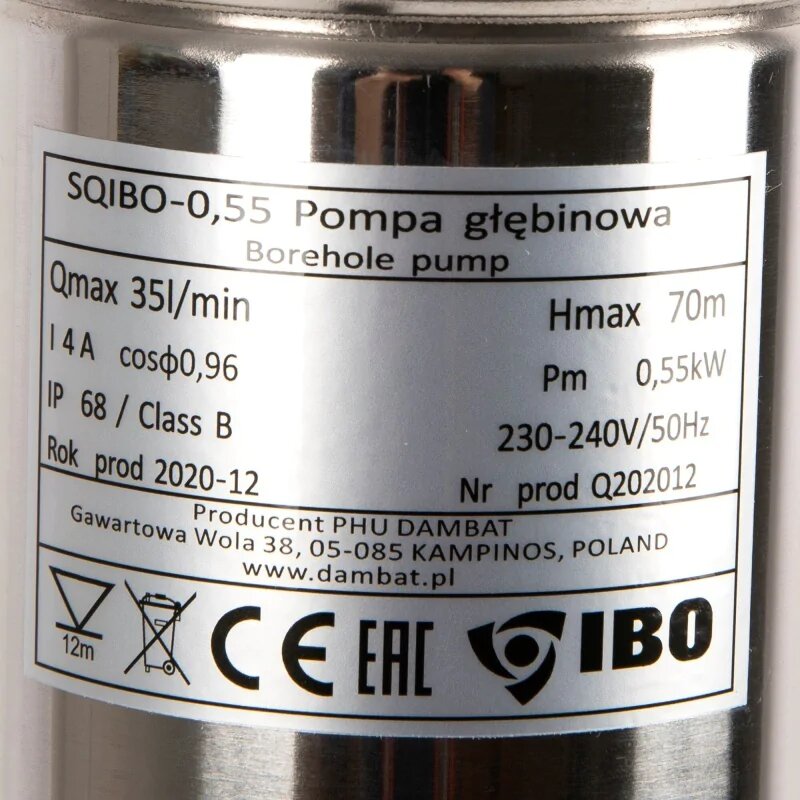 SQIBO-0,55 Pompa głębinowa
Borehole pump
Qmax 35l/min Hmax 70m
I 4 A cosφ0,96 Pm 0,55kW
IP 68 / Class B 230-240V/50Hz
Rok prod 2020-12 Nr prod Q202012
Producent PHU DAMBAT
Gawartowa Wola 38, 05-085 KAMPINOS, POLAND
www.dambat.pl
12m CE EAC IBO